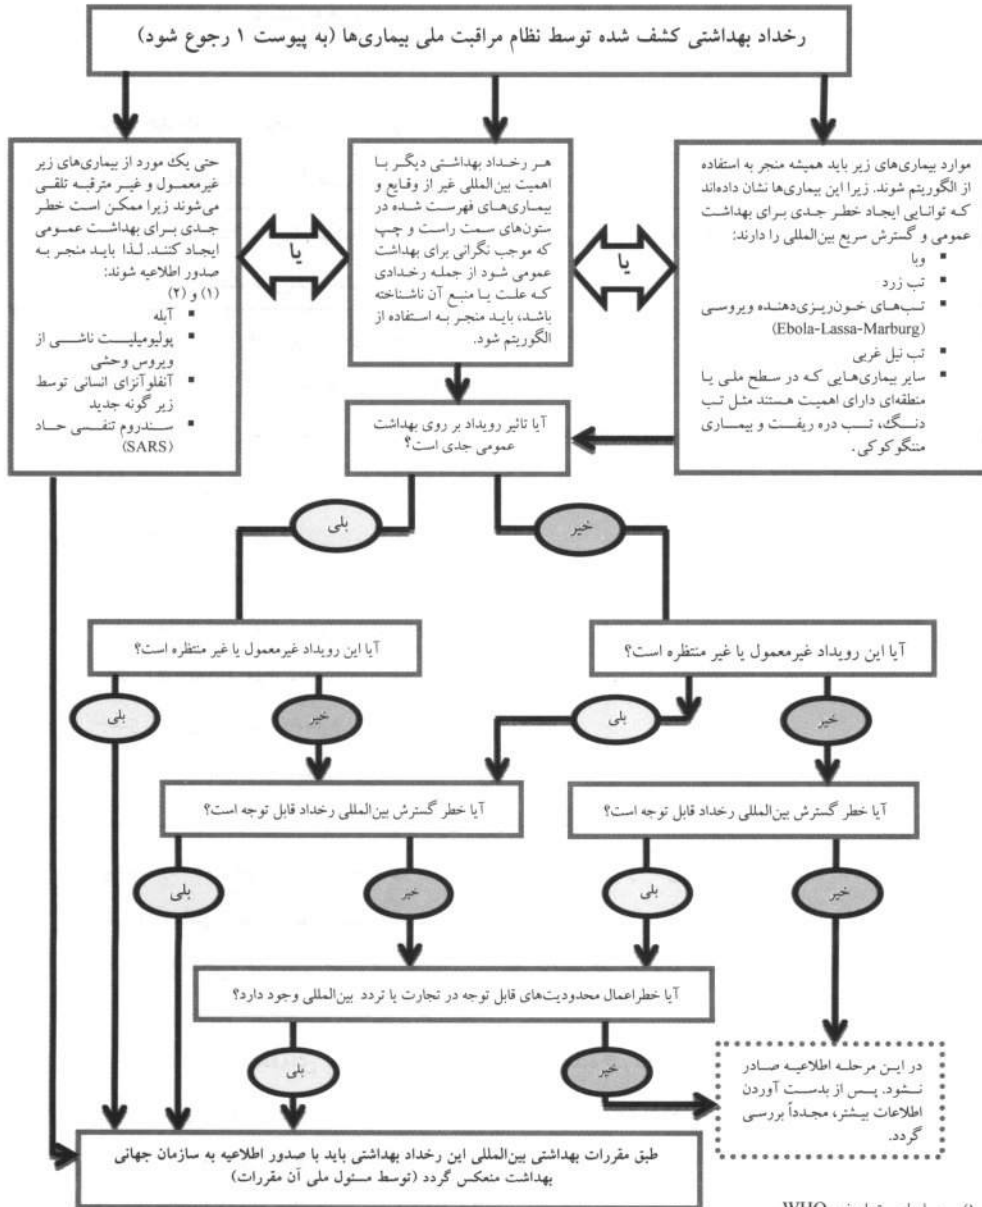 رخداد بهداشتی کشف شده توسط نظام مراقبت ملی بیماری‌ها (به پیوست ۱ رجوع شود)
موارد بیماری‌های زیر باید همیشه منجر به استفاده
از الگوریتم شوند. زیرا این بیماری‌ها نشان داده‌اند
که توانایی ایجاد خطر جدی برای بهداشت
عمومی و گسترش سریع بین‌المللی را دارند:
▪ وبا
▪ تب زرد
▪ تب‌های خون‌ریزی‌دهنده ویروسی
(Ebola-Lassa-Marburg)
▪ تب نیل غربی
▪ سایر بیماری‌هایی که در سطح ملی یا
منطقه‌ای دارای اهمیت هستند مثل تب
دنگ، تب دره ریفت و بیماری
مننگوکوکی.
یا
هر رخداد بهداشتی دیگر با
اهمیت بین‌المللی غیر از وقایع و
بیماری‌های فهرست شده در
ستون‌های سمت راست و چپ
که موجب نگرانی برای بهداشت
عمومی شود از جمله رخدادی
که علت یا منبع آن ناشناخته
باشد، باید منجر به استفاده از
الگوریتم شود.
یا
حتی یک مورد از بیماری‌های زیر
غیرمعمول و غیر مترقبه تلقی
می‌شوند زیرا ممکن است خطر
جدی برای بهداشت عمومی
ایجاد کنند. لذا باید منجر به
صدور اطلاعیه شوند:
(۱) و (۲)
▪ آبله
▪ پولیومیلیت ناشی از
ویروس وحشی
▪ آنفلوآنزای انسانی توسط
زیر گونه جدید
▪ سندروم تنفسی حاد
(SARS)
آیا تاثیر رویداد بر روی بهداشت
عمومی جدی است؟
خیر
بلی
آیا این رویداد غیرمعمول یا غیر منتظره است؟
آیا این رویداد غیرمعمول یا غیر منتظره است؟
خیر
بلی
خیر
بلی
آیا خطر گسترش بین‌المللی رخداد قابل توجه است؟
آیا خطر گسترش بین‌المللی رخداد قابل توجه است؟
خیر
بلی
خیر
بلی
آیا خطراعمال محدودیت‌های قابل توجه در تجارت یا تردد بین‌المللی وجود دارد؟
خیر
بلی
در این مرحله اطلاعیه صادر
نشود. پس از بدست آوردن
اطلاعات بیشتر، مجدداً بررسی
گردد.
طبق مقررات بهداشتی بین‌المللی این رخداد بهداشتی باید با صدور اطلاعیه به سازمان جهانی
بهداشت منعکس گردد (توسط مسئول ملی آن مقررات)
WHO